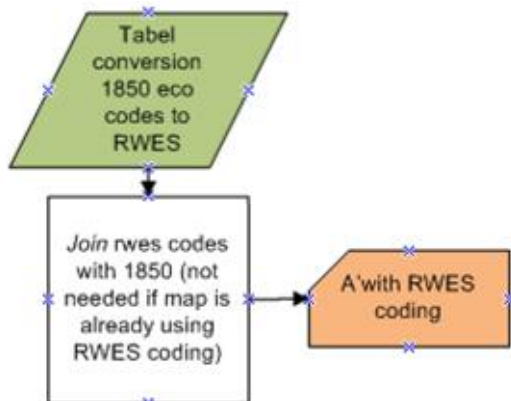 Tabel
conversion
1850 eco
codes to
RWES
Join rwes codes
with 1850 (not
needed if map is
already using
RWES coding)
A'with RWES
coding